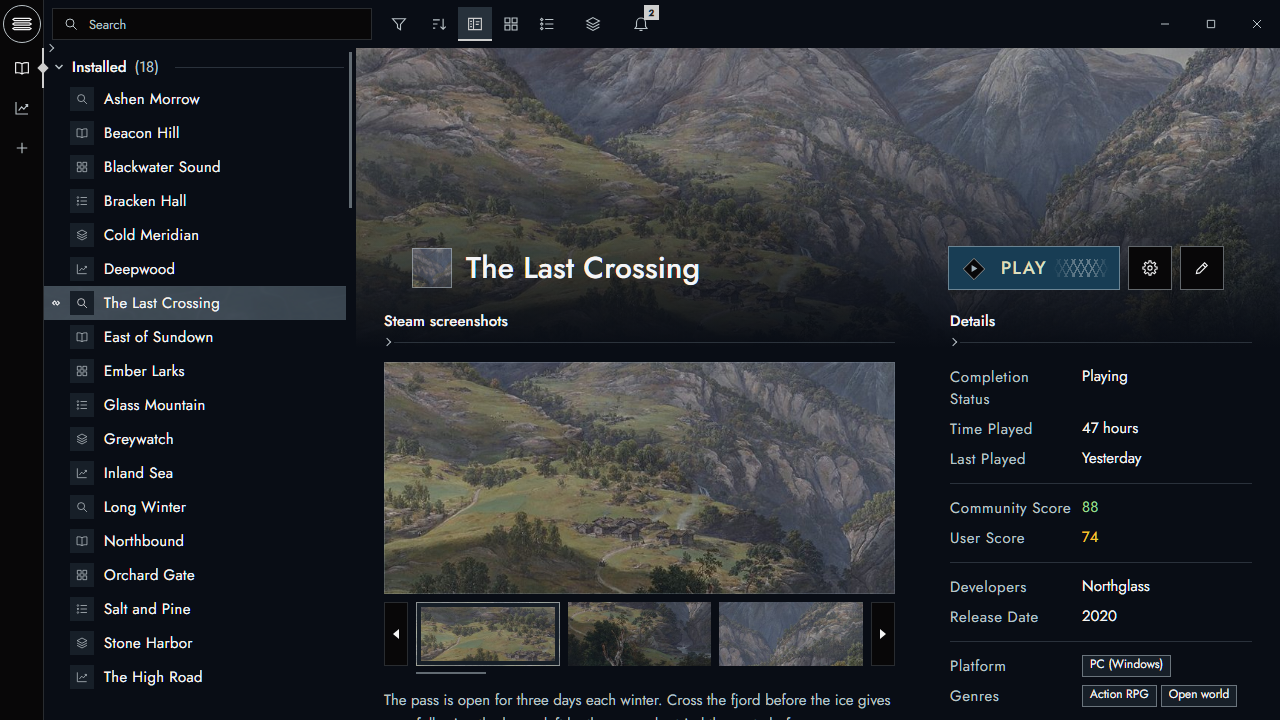 Search
2
Installed (18)
Ashen Morrow
Beacon Hill
Blackwater Sound
Bracken Hall
Cold Meridian
Deepwood
The Last Crossing
East of Sundown
Ember Larks
Glass Mountain
Greywatch
Inland Sea
Long Winter
Northbound
Orchard Gate
Salt and Pine
Stone Harbor
The High Road
The Last Crossing
PLAY
Steam screenshots
The pass is open for three days each winter. Cross the fjord before the ice gives
Details
Completion Status Playing
Time Played 47 hours
Last Played Yesterday
Community Score 88
User Score 74
Developers Northglass
Release Date 2020
Platform PC (Windows)
Genres Action RPG Open world